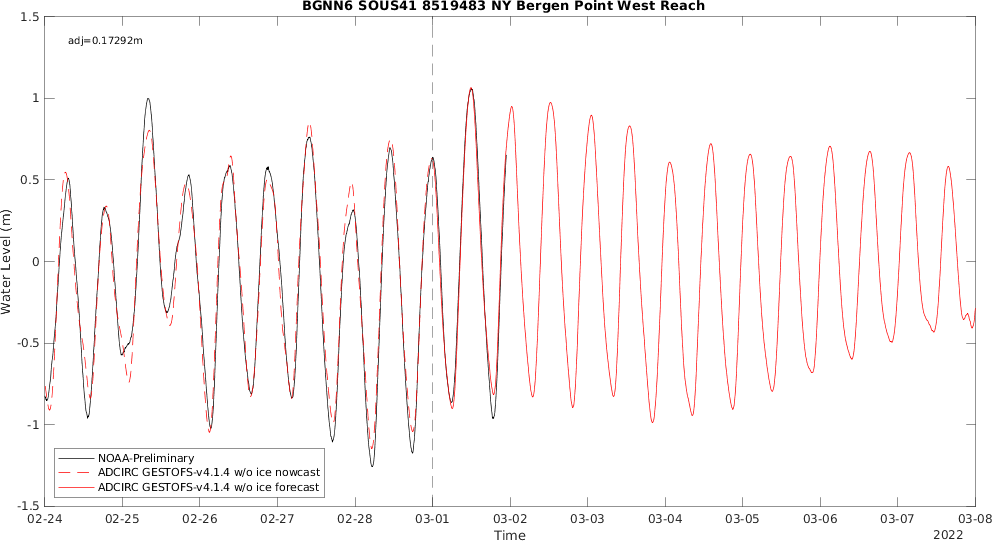 BGNN6 SOUS41 8519483 NY Bergen Point West Reach
1.5
adj=0.17292m
1
0.5
0
-0.5
-1
-1.5
Water Level (m)
NOAA-Preliminary
ADCIRC GESTOFS-v4.1.4 w/o ice nowcast
ADCIRC GESTOFS-v4.1.4 w/o ice forecast
02-24 02-25 02-26 02-27 02-28 03-01 03-02 03-03 03-04 03-05 03-06 03-07 03-08
Time
2022